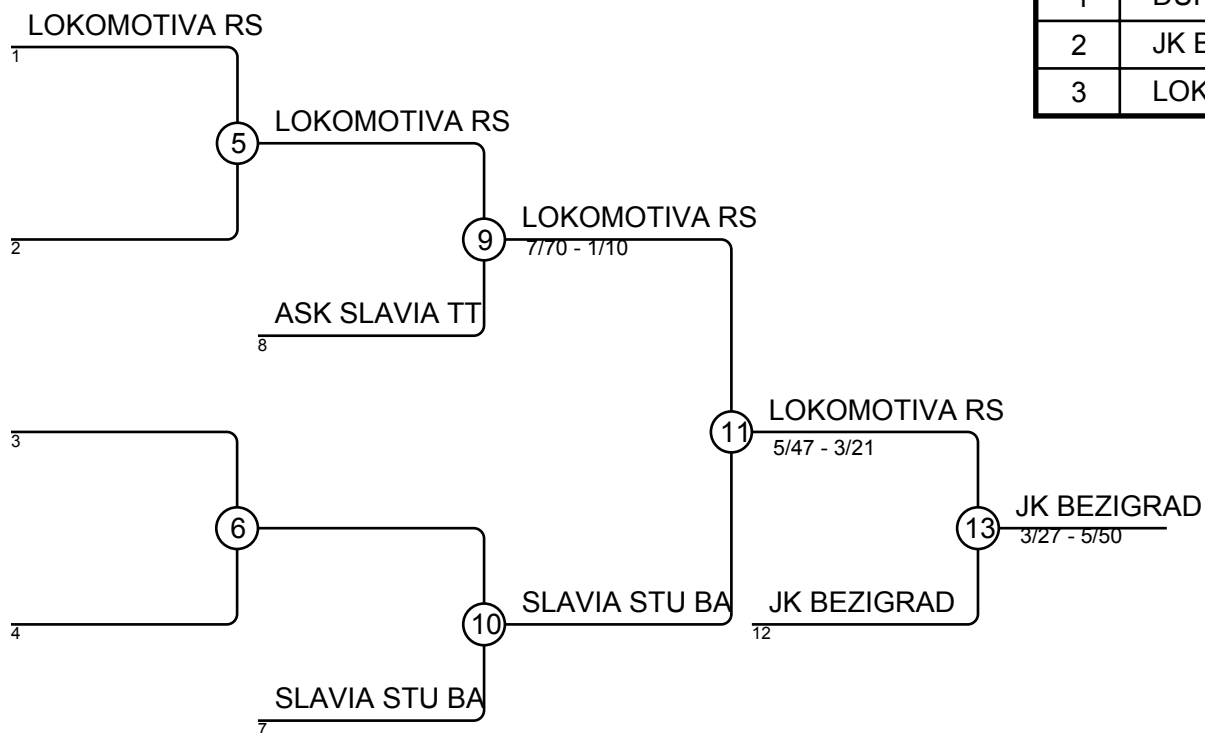 LOKOMOTIVA RS
1
5
LOKOMOTIVA RS
2
9
LOKOMOTIVA RS
7/70 - 1/10
ASK SLAVIA TT
8
3
11
LOKOMOTIVA RS
5/47 - 3/21
6
13
JK BEZIGRAD
3/27 - 5/50
4
10
SLAVIA STU BA
JK BEZIGRAD
12
SLAVIA STU BA
7
2
JK
3
LOK